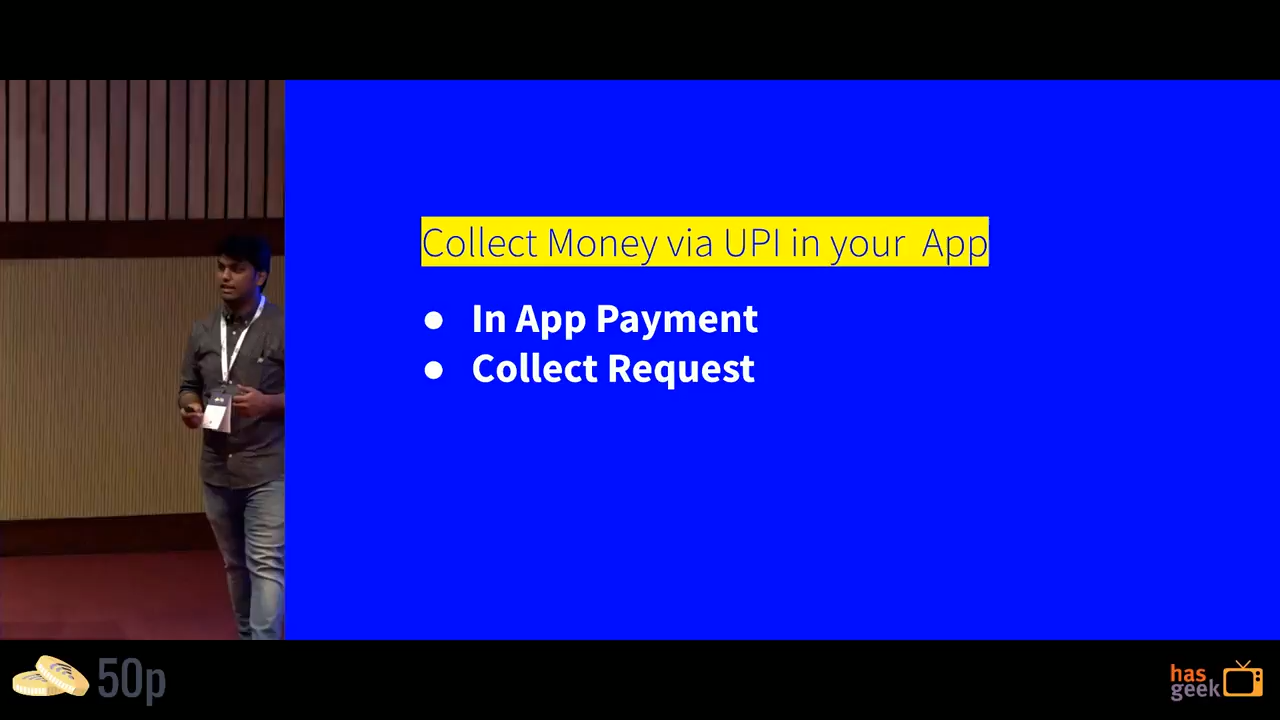 Collect Money via UPI in your App
● In App Payment
● Collect Request
50p
has
geek